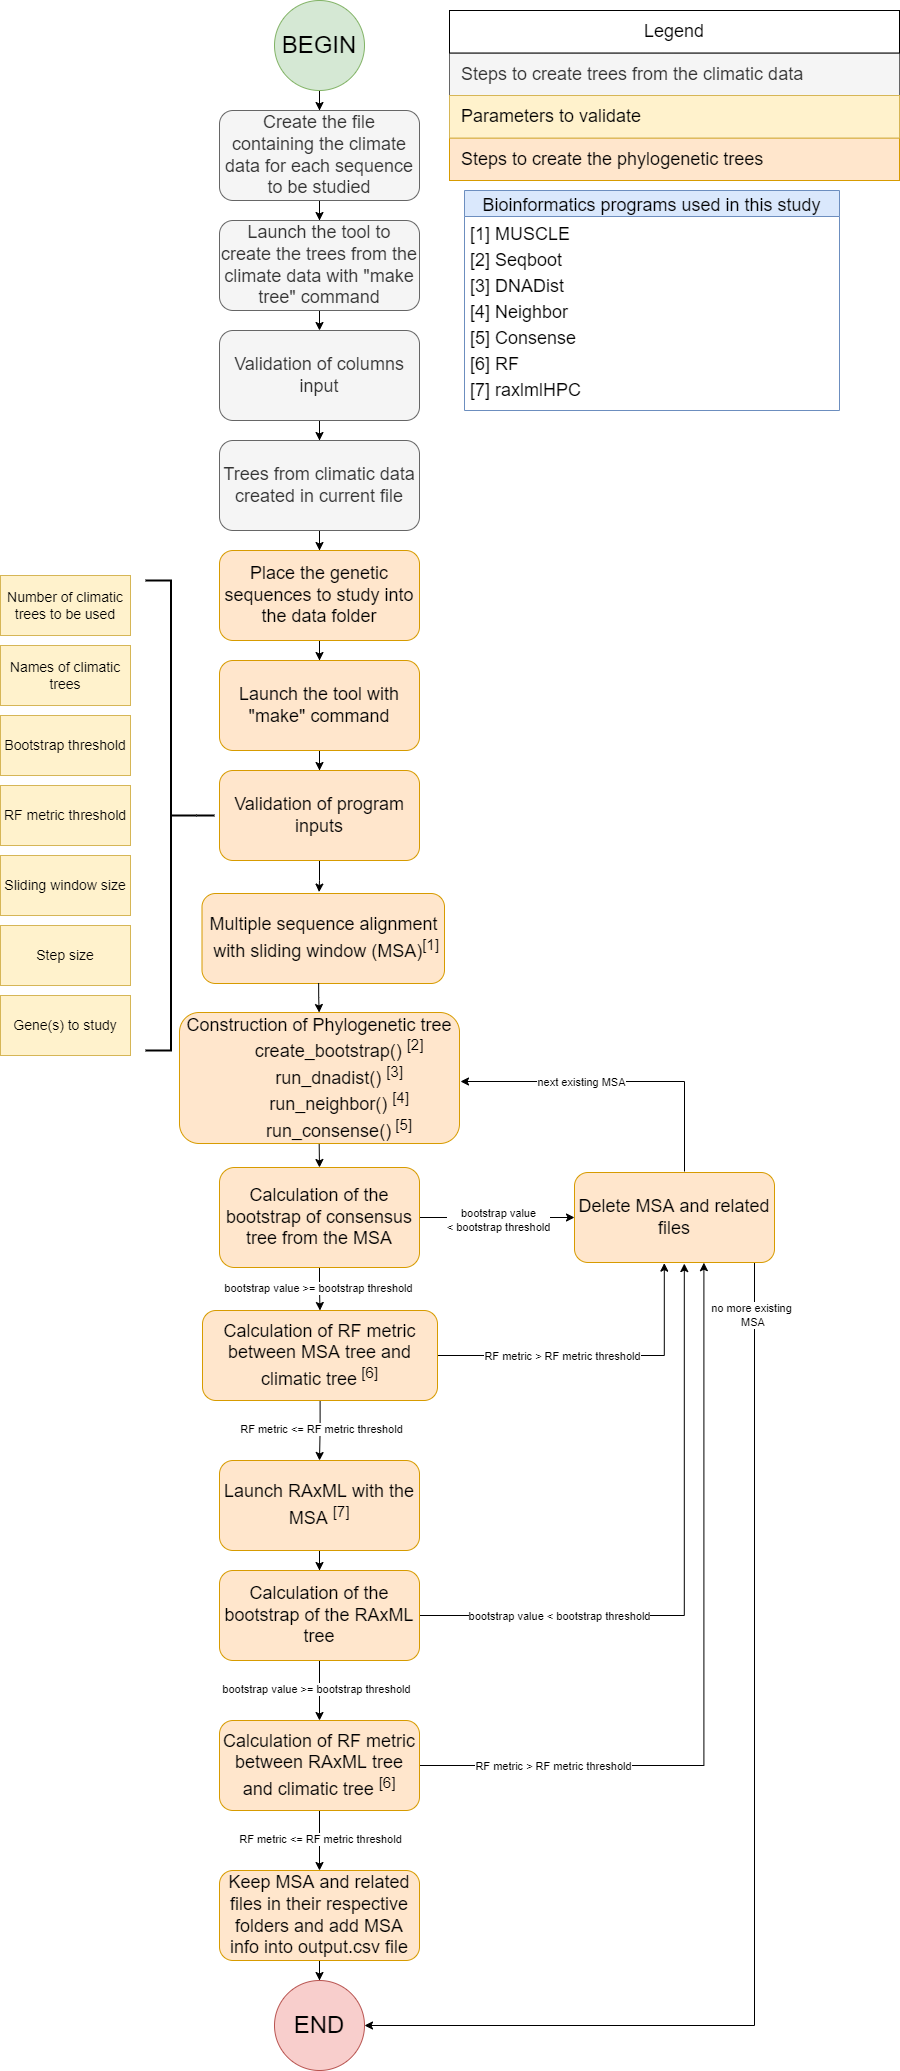 BEGIN
Legend
Steps to create trees from the climatic data
Parameters to validate
Steps to create the phylogenetic trees
Bioinformatics programs used in this study
[1] MUSCLE
[2] Seqboot
[3] DNADist
[4] Neighbor
[5] Consense
[6] RF
[7] raxlmlHPC
Create the file
containing the climate
data for each sequence
to be studied
Launch the tool to
create the trees from the
climate data with "make
tree" command
Validation of columns
input
Trees from climatic data
created in current file
Place the genetic
sequences to study into
the data folder
Launch the tool with
"make" command
Validation of program
inputs
Number of climatic
trees to be used
Names of climatic
trees
Bootstrap threshold
RF metric threshold
Sliding window size
Step size
Gene(s) to study
Multiple sequence alignment
with sliding window (MSA)[1]
Construction of Phylogenetic tree
create_bootstrap() [2]
run_dnadist() [3]
run_neighbor() [4]
run_consense() [5]
next existing MSA
Calculation of the
bootstrap of consensus
tree from the MSA
bootstrap value
< bootstrap threshold
Delete MSA and related
files
bootstrap value >= bootstrap threshold
no more existing
MSA
Calculation of RF metric
between MSA tree and
climatic tree [6]
RF metric > RF metric threshold
RF metric <= RF metric threshold
Launch RAxML with the
MSA [7]
Calculation of the
bootstrap of the RAxML
tree
bootstrap value < bootstrap threshold
bootstrap value >= bootstrap threshold
Calculation of RF metric
between RAxML tree
and climatic tree [6]
RF metric > RF metric threshold
RF metric <= RF metric threshold
Keep MSA and related
files in their respective
folders and add MSA
info into output.csv file
END